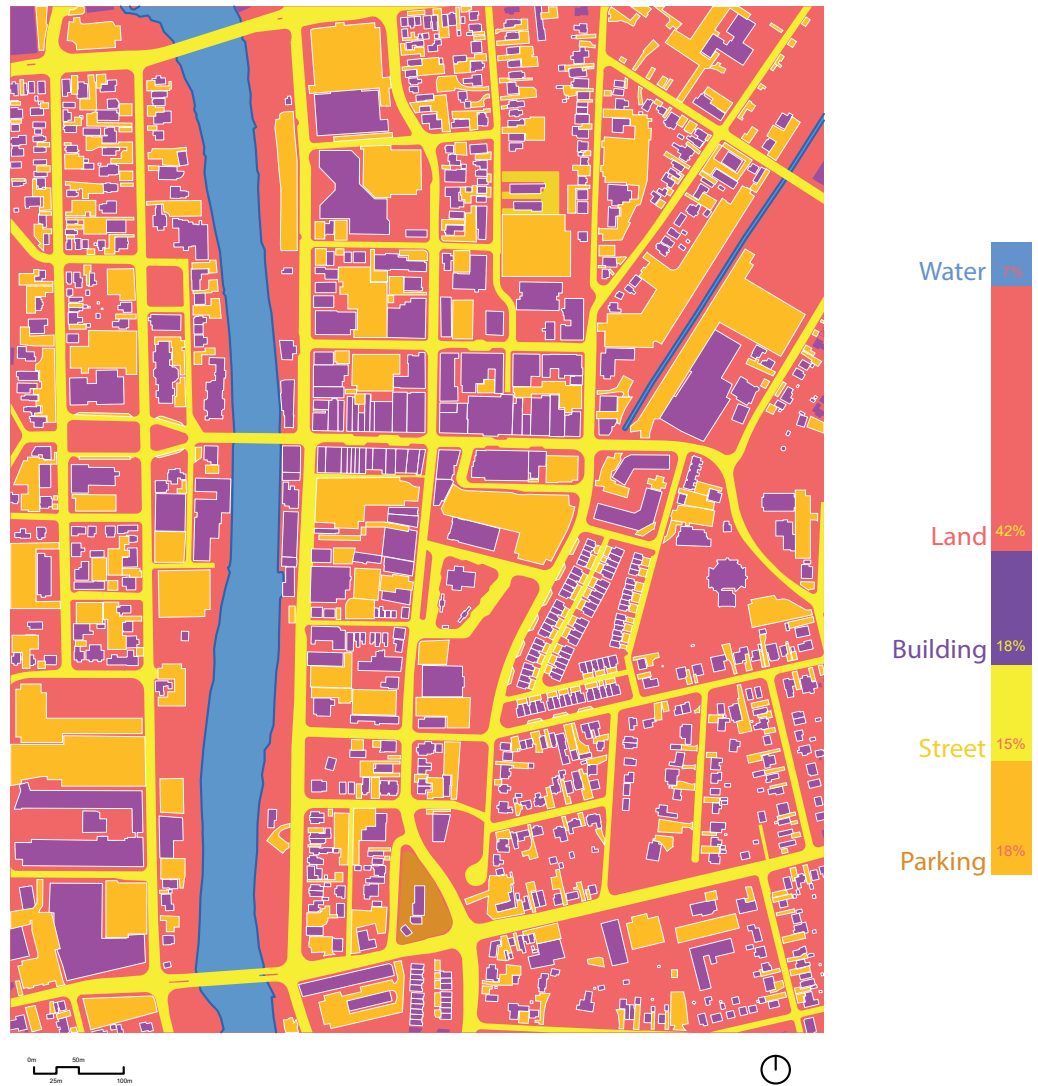 Water 7%
Land 42%
Building 18%
Street 15%
Parking 18%
0m 50m
25m 100m